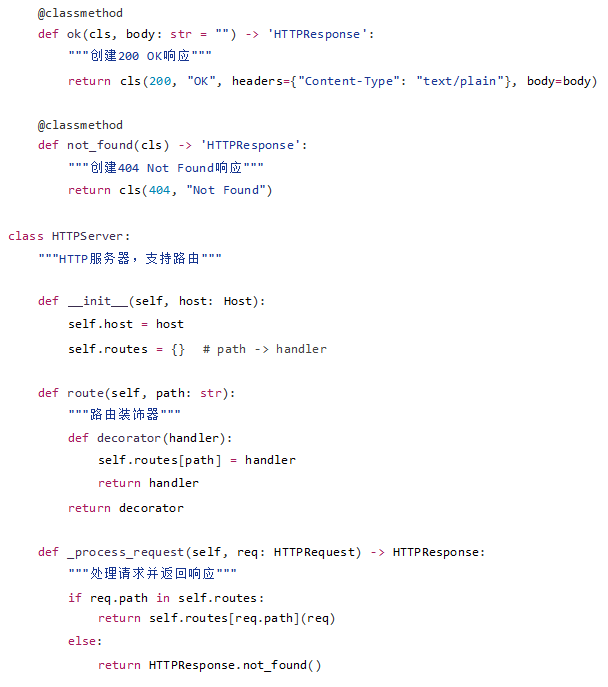 @classmethod
def ok(cls, body: str = "") -> 'HTTPResponse':
"""创建200 OK响应"""
return cls(200, "OK", headers={"Content-Type": "text/plain"}, body=body)
@classmethod
def not_found(cls) -> 'HTTPResponse':
"""创建404 Not Found响应"""
return cls(404, "Not Found")
class HTTPServer:
"""HTTP服务器，支持路由"""
def __init__(self, host: Host):
self.host = host
self.routes = {}  # path -> handler
def route(self, path: str):
"""路由装饰器"""
def decorator(handler):
self.routes[path] = handler
return handler
return decorator
def _process_request(self, req: HTTPRequest) -> HTTPResponse:
"""处理请求并返回响应"""
if req.path in self.routes:
return self.routes[req.path](req)
else:
return HTTPResponse.not_found()